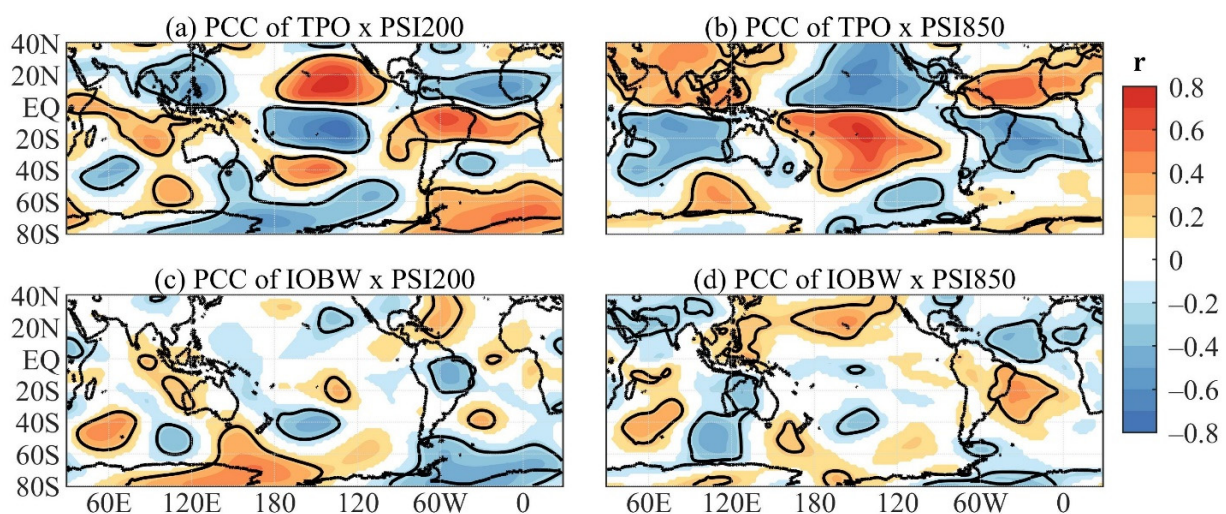 (a) PCC of TPO x PSI200
(b) PCC of TPO x PSI850
40N
20N
EQ
20S
40S
60S
80S
r
0.8
0.6
0.4
0.2
0
–0.2
–0.4
–0.6
–0.8
(c) PCC of IOBW x PSI200
(d) PCC of IOBW x PSI850
40N
20N
EQ
20S
40S
60S
80S
60E 120E 180 120 60W 0
60E 120E 180 120 60W 0